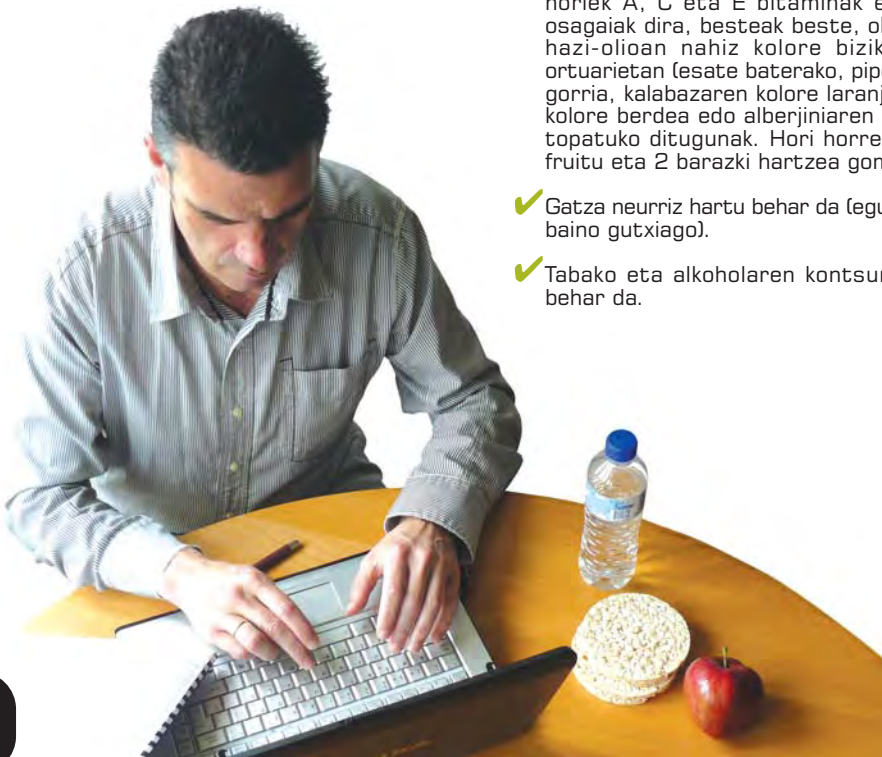 horiek A, C eta E bitaminak e
osagaiak dira, besteak beste, ol
hazi-olioan nahiz kolore bizik
ortuarietan (esate baterako, pip
gorria, kalabazaren kolore laranj
kolore berdea edo alberjiniaren
topatuko ditugunak. Hori horre
fruitu eta 2 barazki hartzea gom
Gatza neurriz hartu behar da (egu
baino gutxiago).
Tabako eta alkoholaren kontsur
behar da.